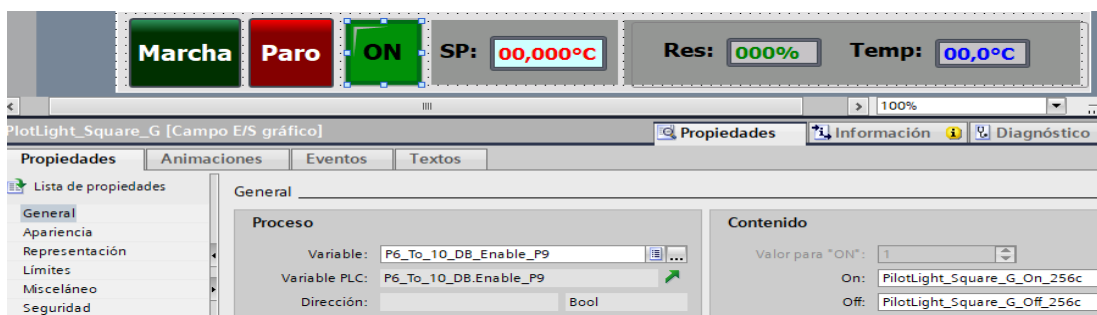 Marcha Paro ON SP: 00,000°C Res: 000% Temp: 00,0°C
100%
PlotLight_Square_G [Campo E/S gráfico] Propiedades Información Diagnóstico
Propiedades Animaciones Eventos Textos
Lista de propiedades
General
Apariencia
Representación
Límites
Misceláneo
Seguridad
General
Proceso
Variable: P6_To_10_DB_Enable_P9 ...
Variable PLC: P6_To_10_DB.Enable_P9
Dirección: Bool
Contenido
Valor para "ON": 1
On: PilotLight_Square_G_On_256c
Off: PilotLight_Square_G_Off_256c